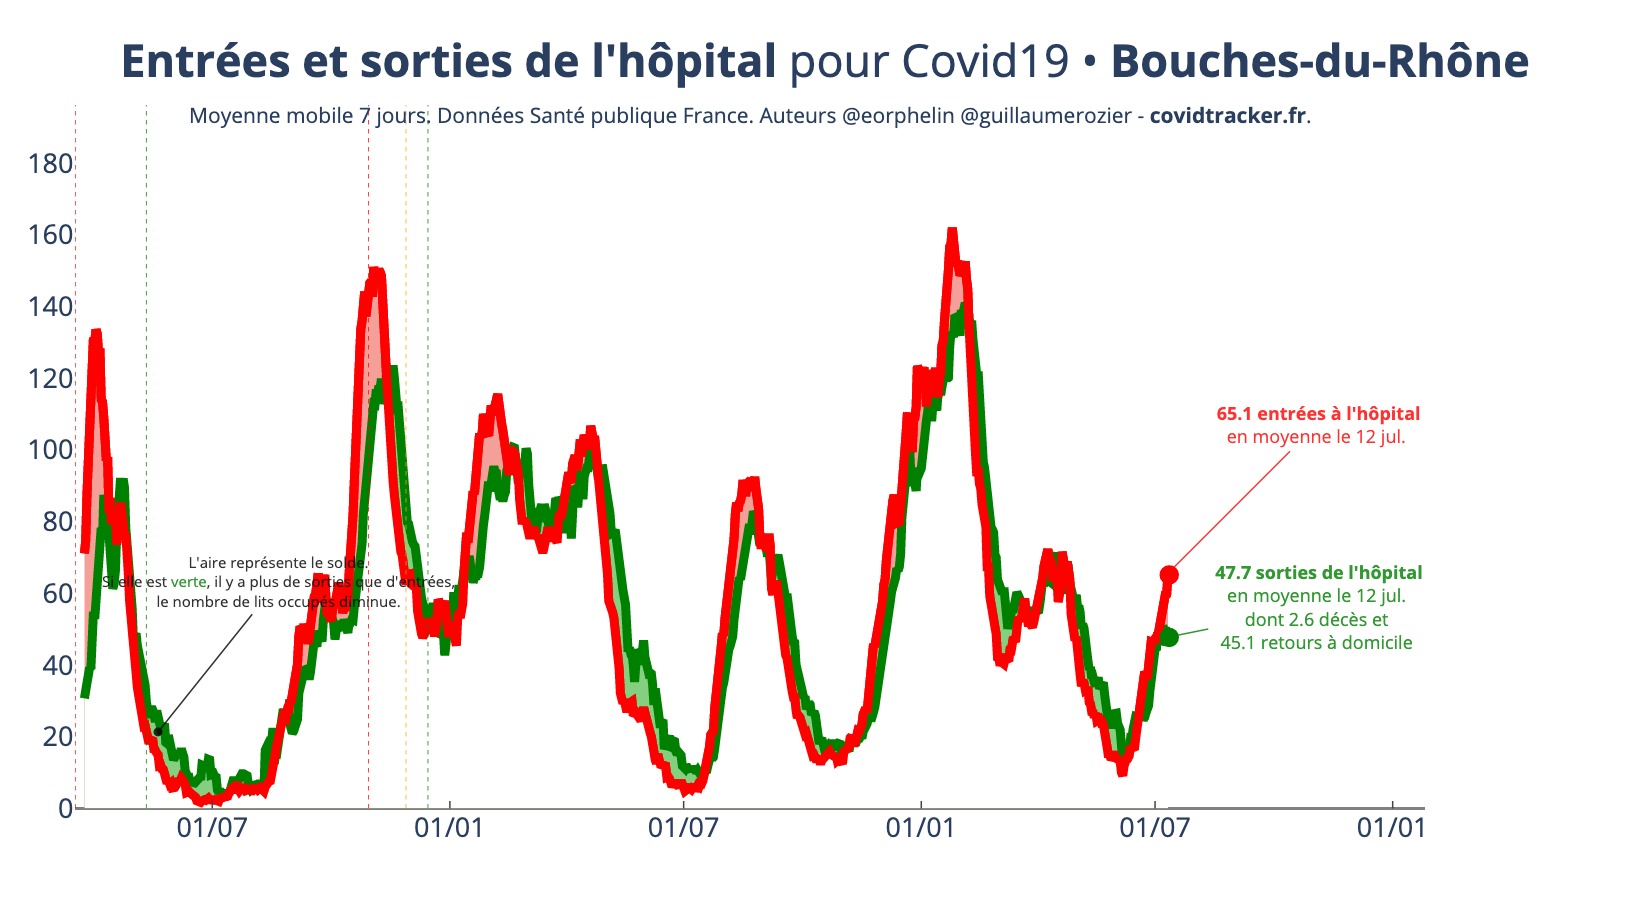 Entrées et sorties de l'hôpital pour Covid19 • Bouches-du-Rhône
Moyenne mobile 7 jours. Données Santé publique France. Auteurs @eorphelin @guillaumerozier - covidtracker.fr.
180
160
140
120
100
80
60
40
20
0
L'aire représente le solde.
Si elle est verte, il y a plus de sorties que d'entrées,
le nombre de lits occupés diminue.
65.1 entrées à l'hôpital
en moyenne le 12 jul.
47.7 sorties de l'hôpital
en moyenne le 12 jul.
dont 2.6 décès et
45.1 retours à domicile
01/07
01/01
01/07
01/01
01/07
01/01